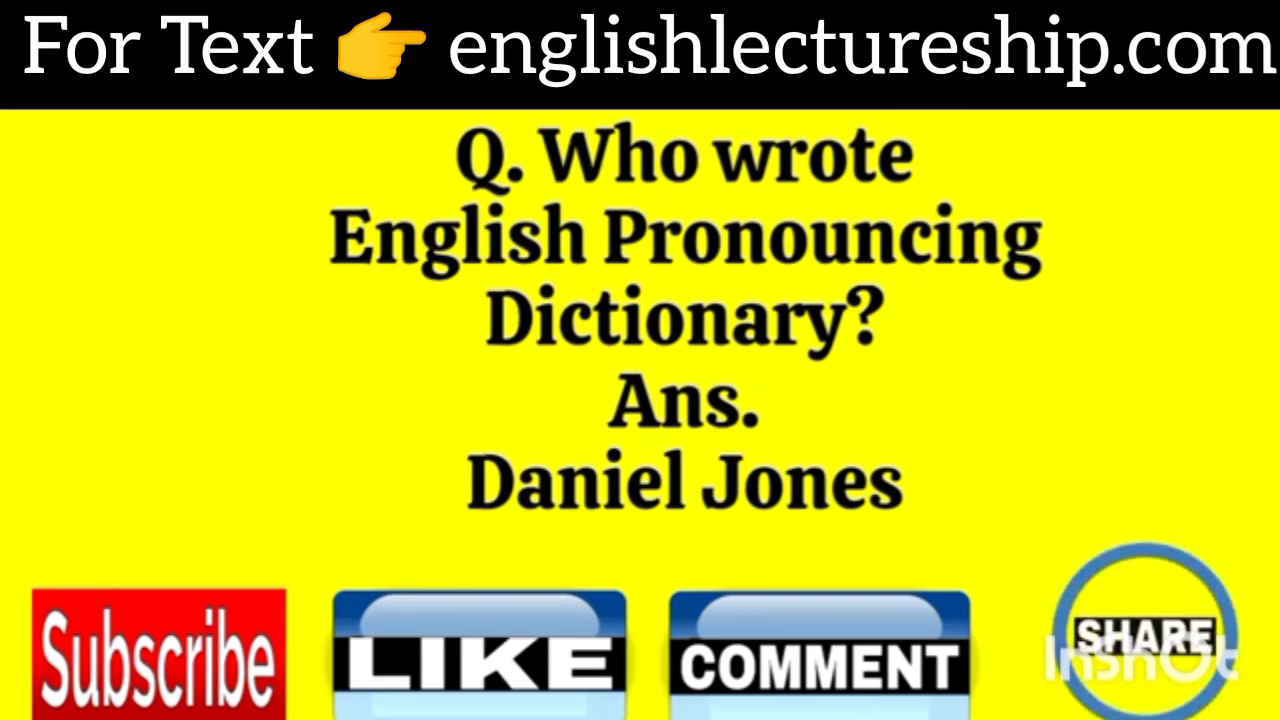 For Text 👉 englishlectureship.com
Q. Who wrote
English Pronouncing
Dictionary?
Ans.
Daniel Jones
Subscribe
LIKE
COMMENT
SHARE
InShOt